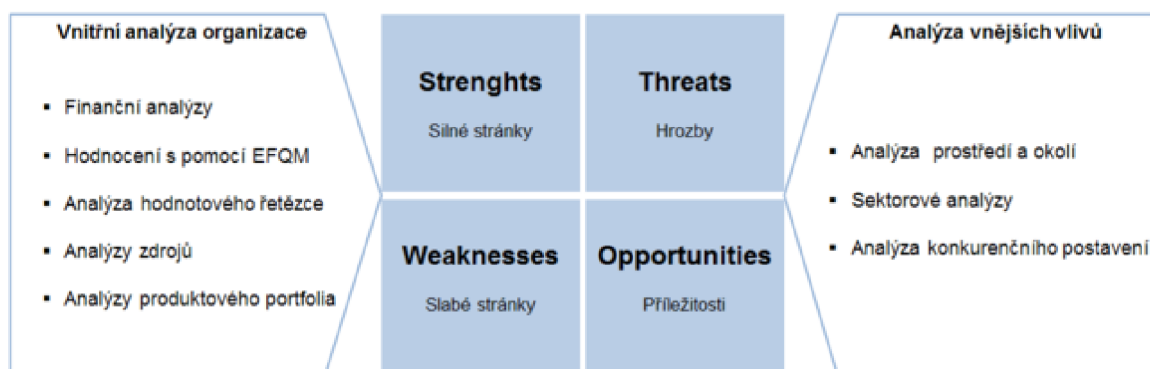 Vnitřní analýza organizace
▪ Finanční analýzy
▪ Hodnocení s pomocí EFQM
▪ Analýza hodnotového řetězce
▪ Analýzy zdrojů
▪ Analýzy produktového portfolia
Strenghts
Silné stránky
Threats
Hrozby
Weaknesses
Slabé stránky
Opportunities
Příležitosti
Analýza vnějších vlivů
▪ Analýza prostředí a okolí
▪ Sektorové analýzy
▪ Analýza konkurenčního postavení